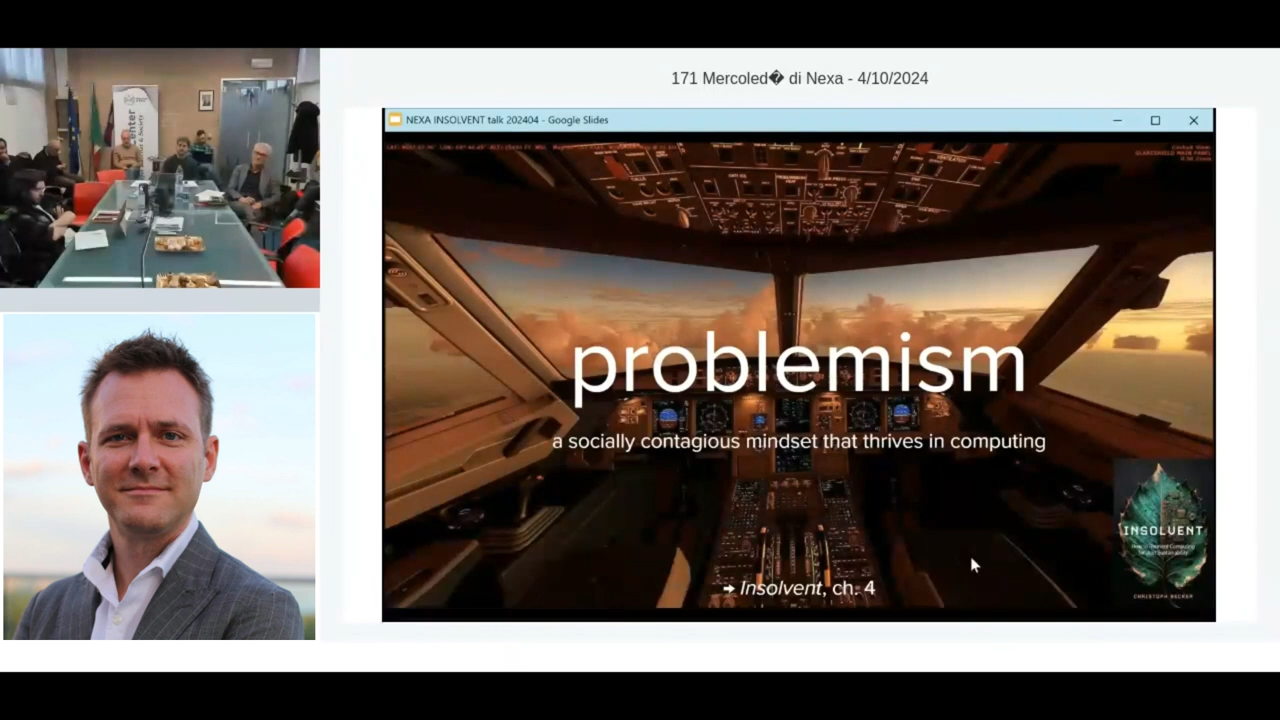 171 Mercoled� di Nexa - 4/10/2024
NEXA INSOLVENT talk 202404 - Google Slides
problemism
a socially contagious mindset that thrives in computing
➔ Insolvent, ch. 4
INSOLVENT
CHRISTOPH BECKER